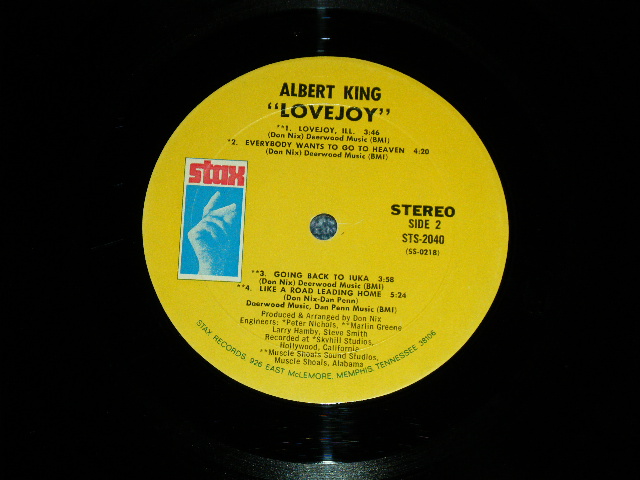 ALBERT KING
"LOVEJOY"
**1. LOVEJOY, ILL. 3:46
(Don Nix) Deerwood Music (BMI)
*2. EVERYBODY WANTS TO GO TO HEAVEN 4:20
(Don Nix) Deerwood Music (BMI)
stax
STEREO
SIDE 2
STS-2040
(SS-0218)
**3. GOING BACK TO IUKA 3:58
(Don Nix) Deerwood Music (BMI)
**4. LIKE A ROAD LEADING HOME 5:24
(Don Nix-Dan Penn)
Deerwood Music, Dan Penn Music (BMI)
Produced & Arranged by Don Nix
Engineers: *Peter Nichols, **Marlin Greene
Larry Hamby, Steve Smith
Recorded at *Skyhill Studios,
Hollywood, California
**Muscle Shoals Sound Studios,
Muscle Shoals, Alabama
STAX RECORDS, 926 EAST McLEMORE, MEMPHIS, TENNESSEE 38106